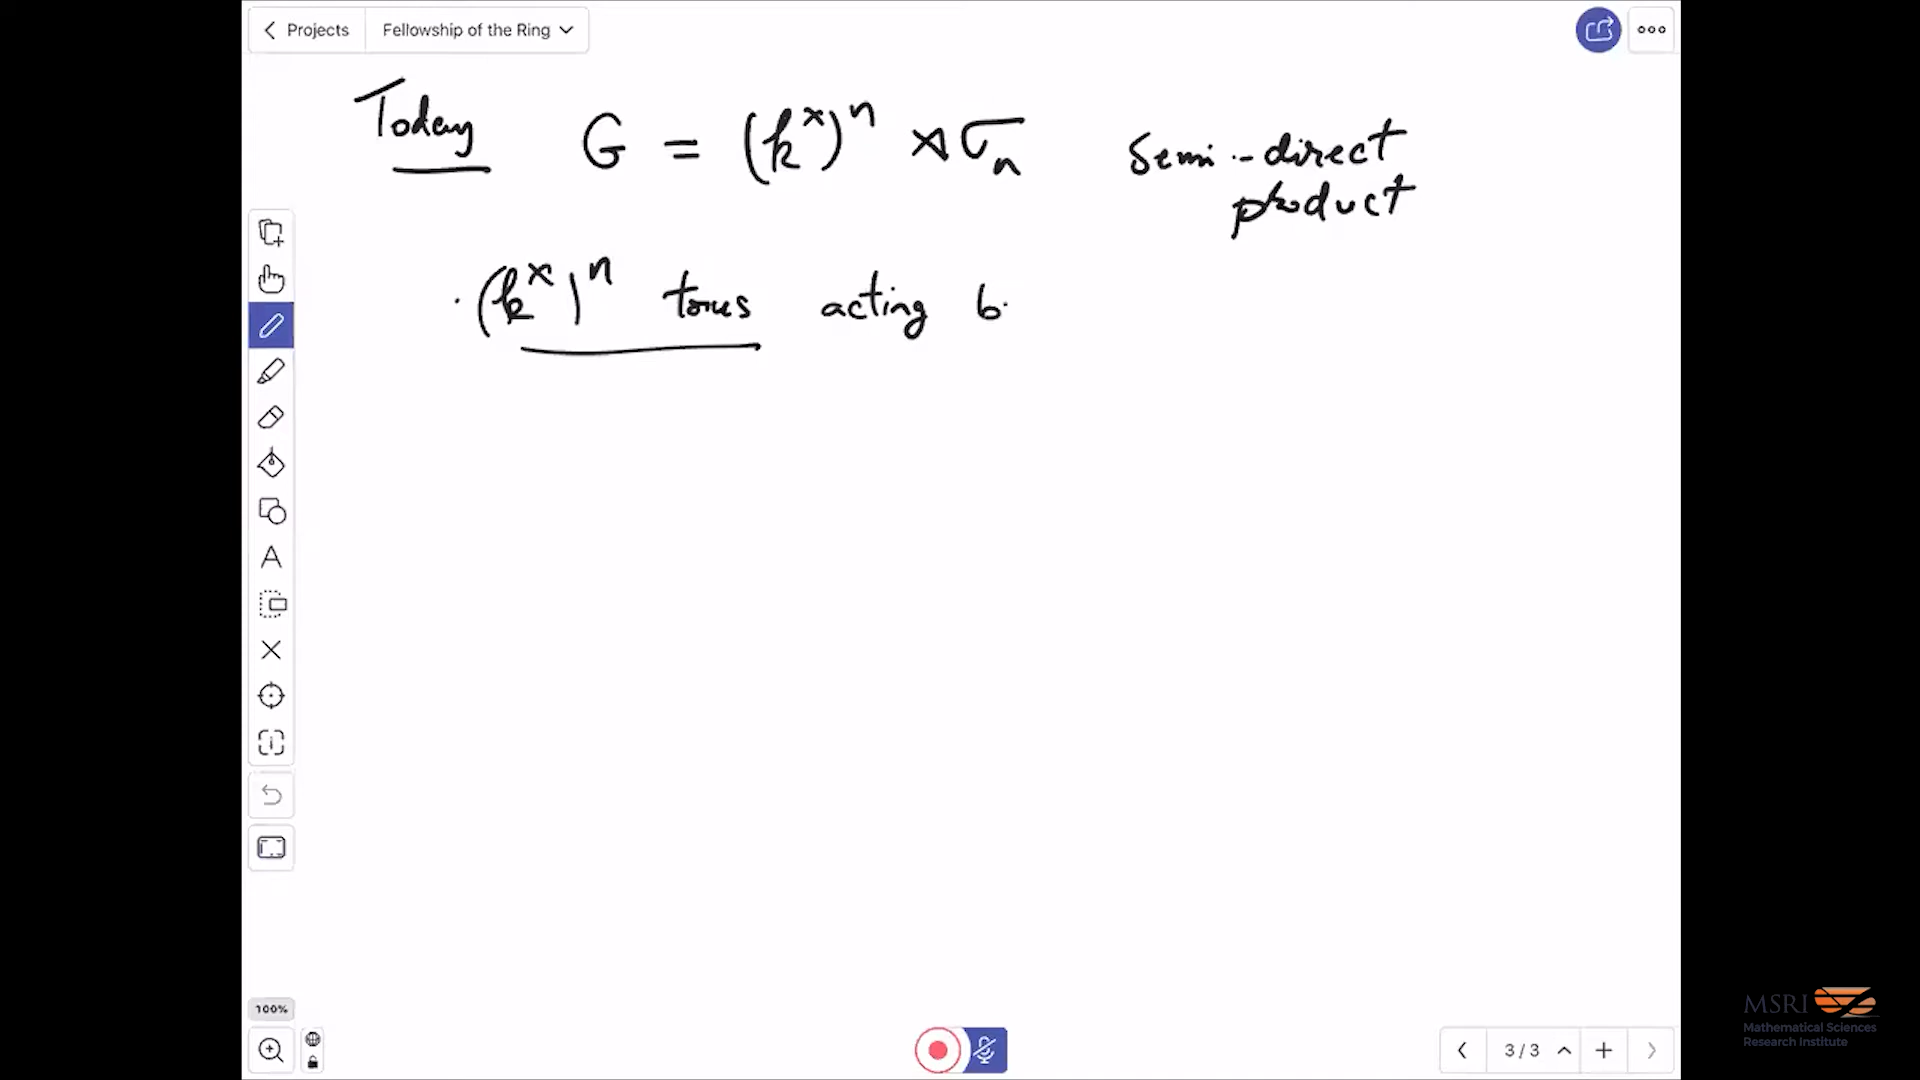 Projects
Fellowship of the Ring
Today G = (k^×)^n ⋊ σ_n semi-direct
product
· (k^×)^n torus acting b
100%
3/3
MSRI
Mathematical Sciences
Research Institute